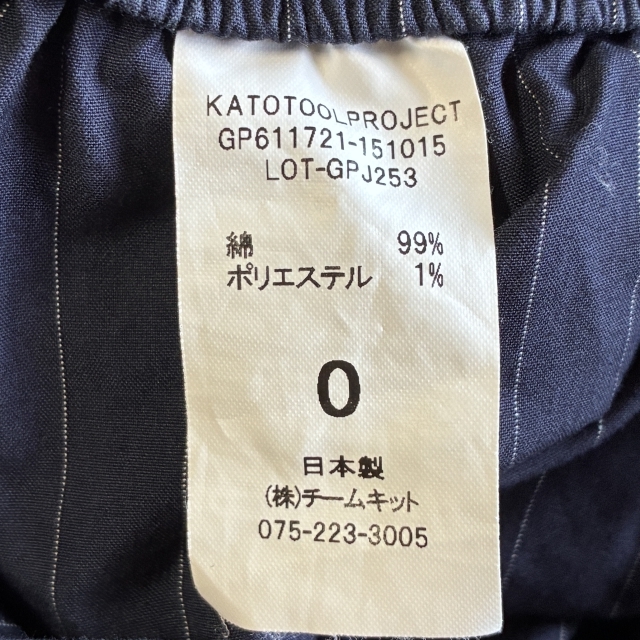 KATOTOOLPROJECT
GP611721-151015
LOT-GPJ253
綿 99%
ポリエステル 1%
0
日本製
(株)チームキット
075-223-3005